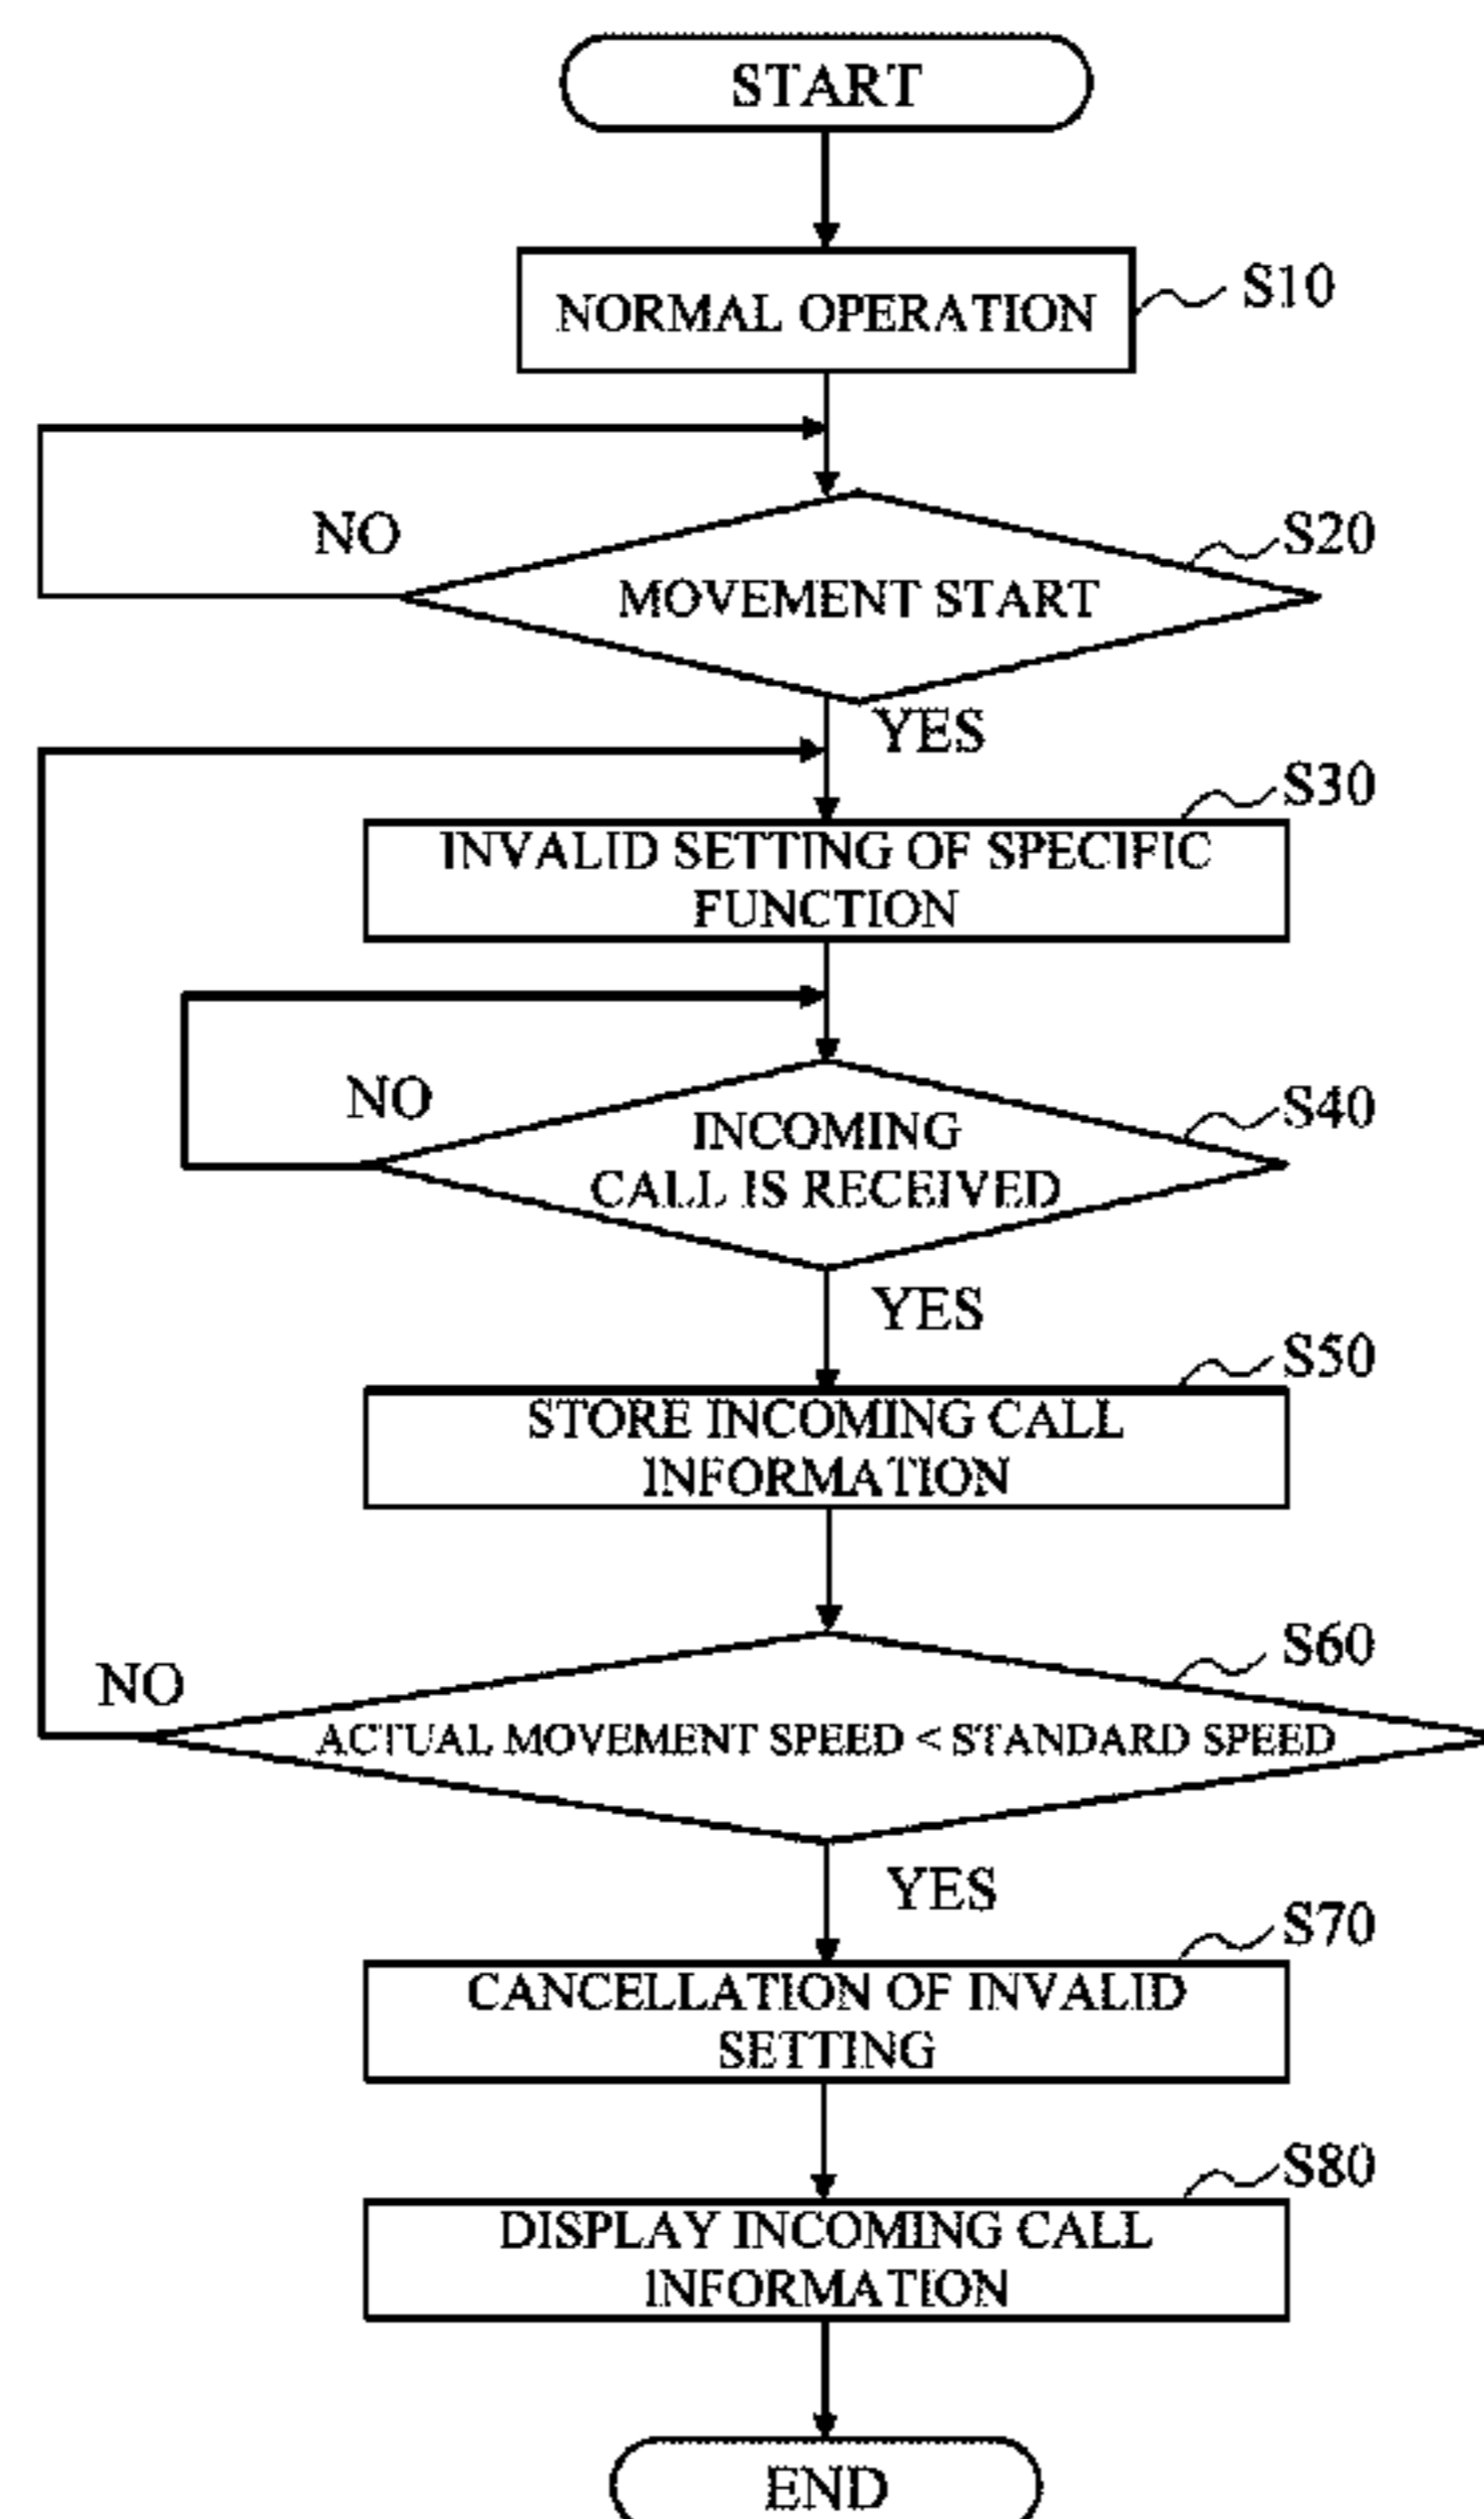 START
NORMAL OPERATION
S10
NO
S20
MOVEMENT START
YES
S30
INVALID SETTING OF SPECIFIC
FUNCTION
NO
S40
INCOMING
CALL IS RECEIVED
YES
S50
STORE INCOMING CALL
INFORMATION
S60
NO
ACTUAL MOVEMENT SPEED < STANDARD SPEED
YES
S70
CANCELLATION OF INVALID
SETTING
S80
DISPLAY INCOMING CALL
INFORMATION
END